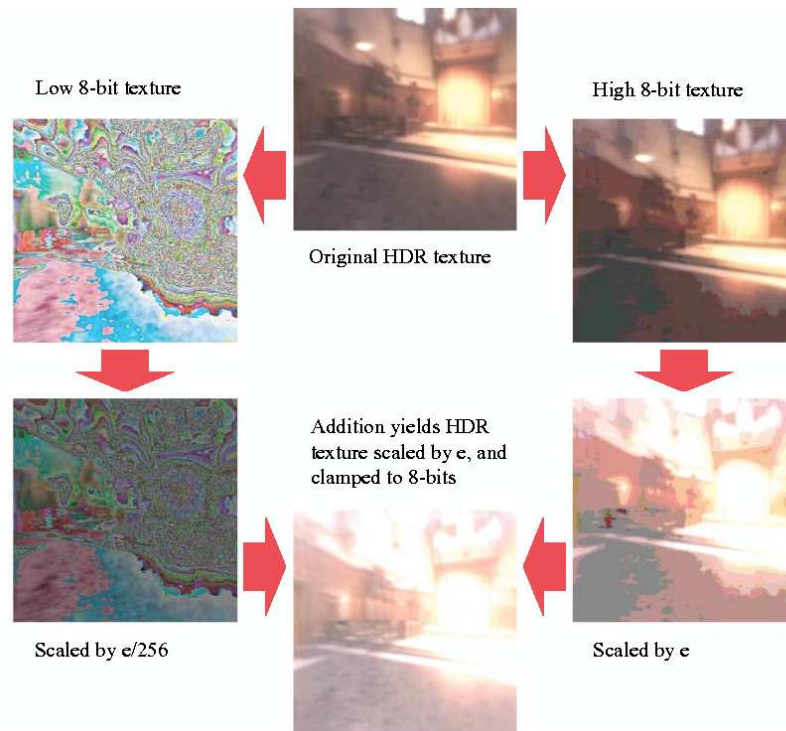 Low 8-bit texture
High 8-bit texture
Original HDR texture
Addition yields HDR
texture scaled by e, and
clamped to 8-bits
Scaled by e/256
Scaled by e